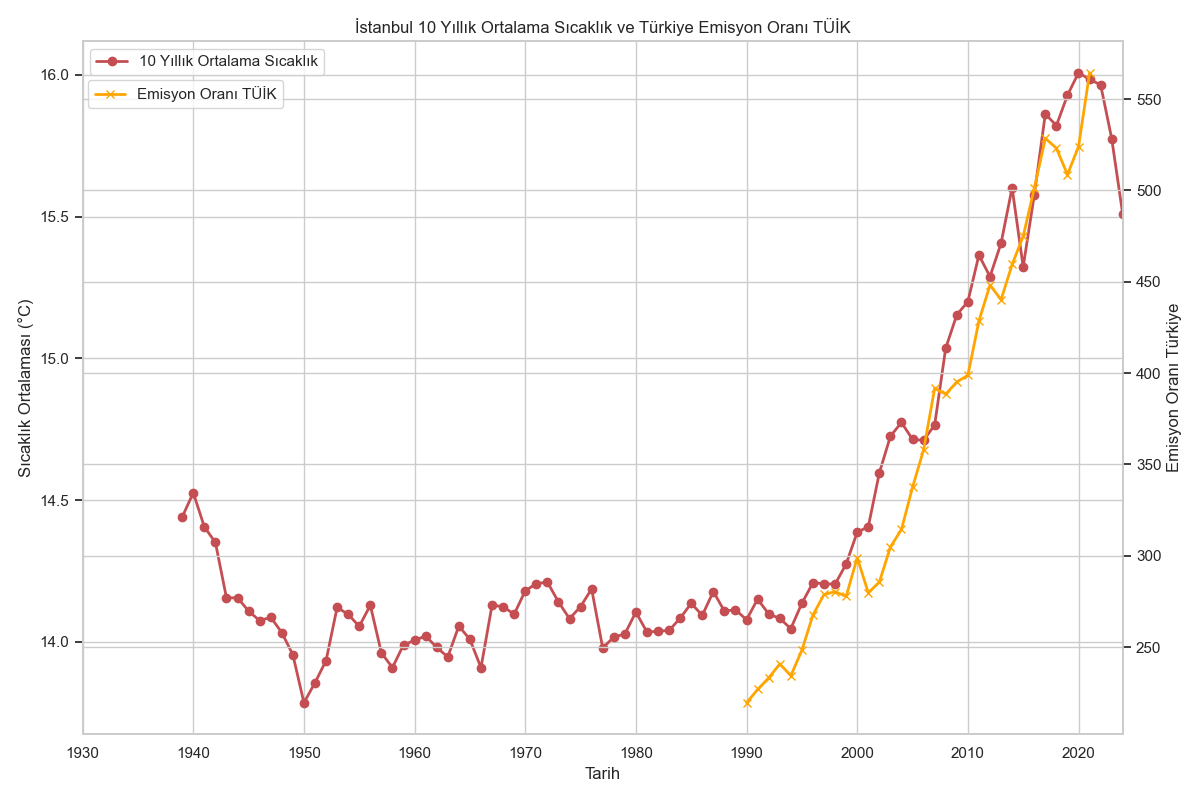 İstanbul 10 Yıllık Ortalama Sıcaklık ve Türkiye Emisyon Oranı TÜİK
10 Yıllık Ortalama Sıcaklık
Emisyon Oranı TÜİK
Sıcaklık Ortalaması (°C)
16.0
15.5
15.0
14.5
14.0
550
500
450
400
350
300
250
Emisyon Oranı Türkiye
1930 1940 1950 1960 1970 1980 1990 2000 2010 2020
Tarih